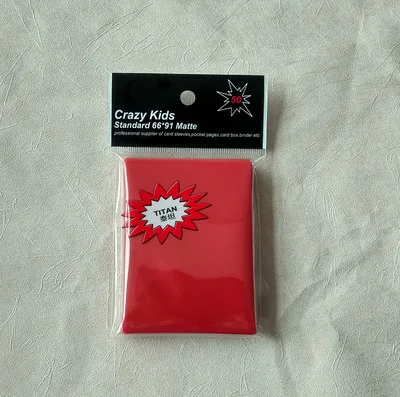 50
Crazy Kids
Standard 66*91 Matte
professional supplier of card sleeves,pocket pages,card box,binder etc
TITAN
泰坦